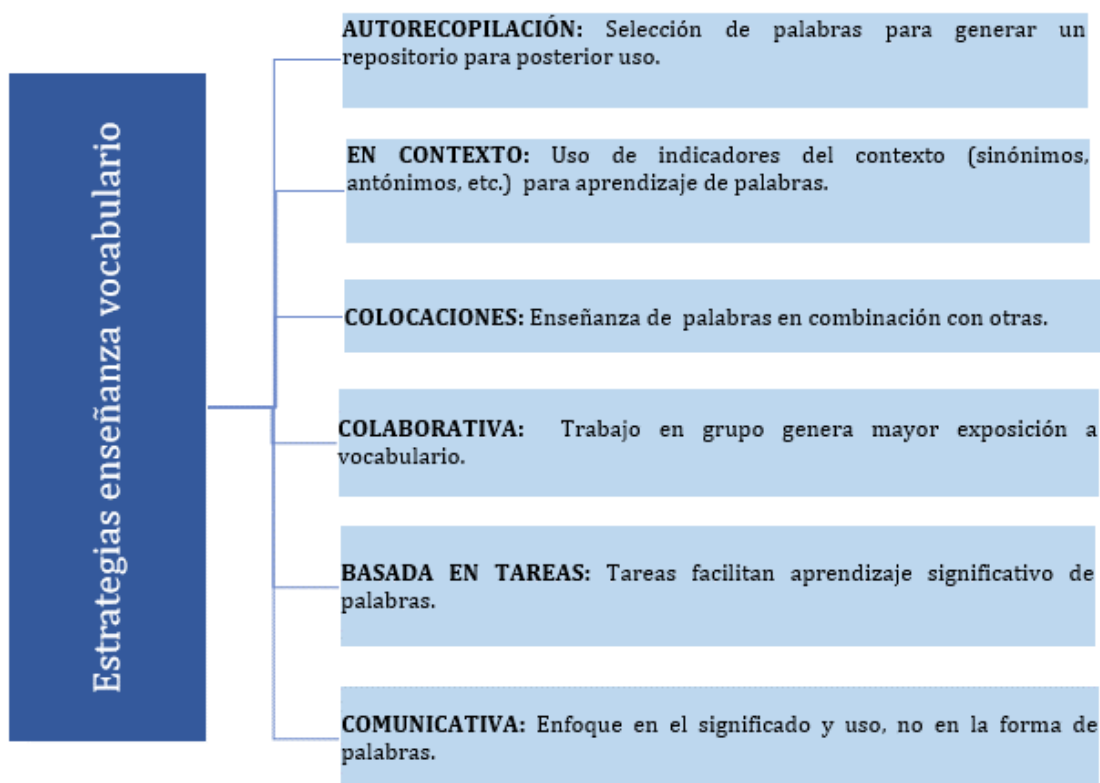 Estrategias enseñanza vocabulario
AUTORECOPILACIÓN: Selección de palabras para generar un
repositorio para posterior uso.
EN CONTEXTO: Uso de indicadores del contexto (sinónimos,
antónimos, etc.) para aprendizaje de palabras.
COLOCACIONES: Enseñanza de palabras en combinación con otras.
COLABORATIVA: Trabajo en grupo genera mayor exposición a
vocabulario.
BASADA EN TAREAS: Tareas facilitan aprendizaje significativo de
palabras.
COMUNICATIVA: Enfoque en el significado y uso, no en la forma de
palabras.